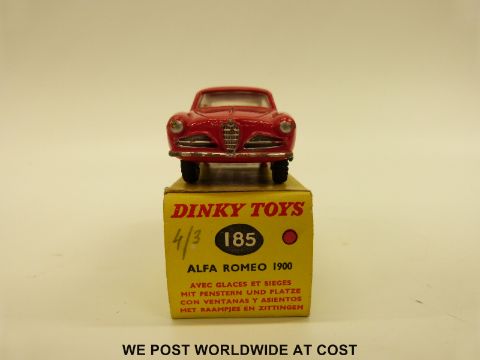 DINKY TOYS
4/3 185
ALFA ROMEO 1900
AVEC GLACES ET SIEGES
MIT FENSTERN UND PLATZE
CON VENTANAS Y ASIENTOS
MET RAAMPJES EN ZITTINGEN
WE POST WORLDWIDE AT COST